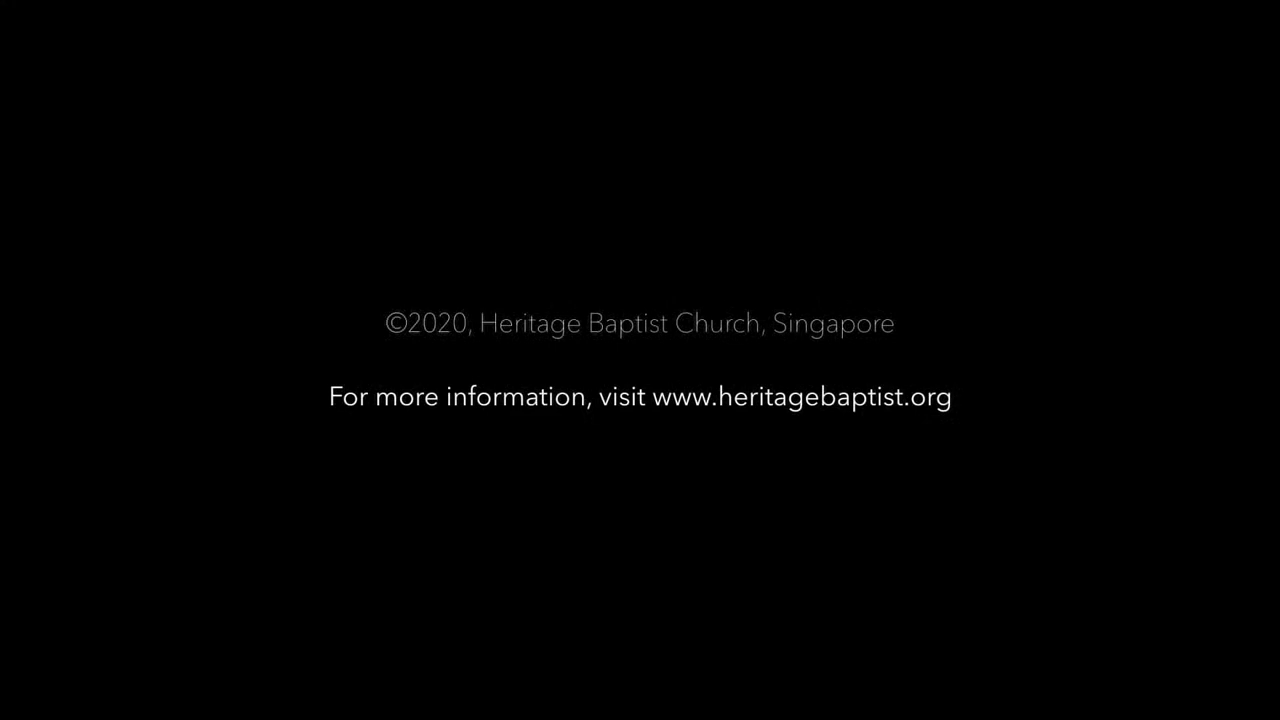 ©2020, Heritage Baptist Church, Singapore
For more information, visit www.heritagebaptist.org